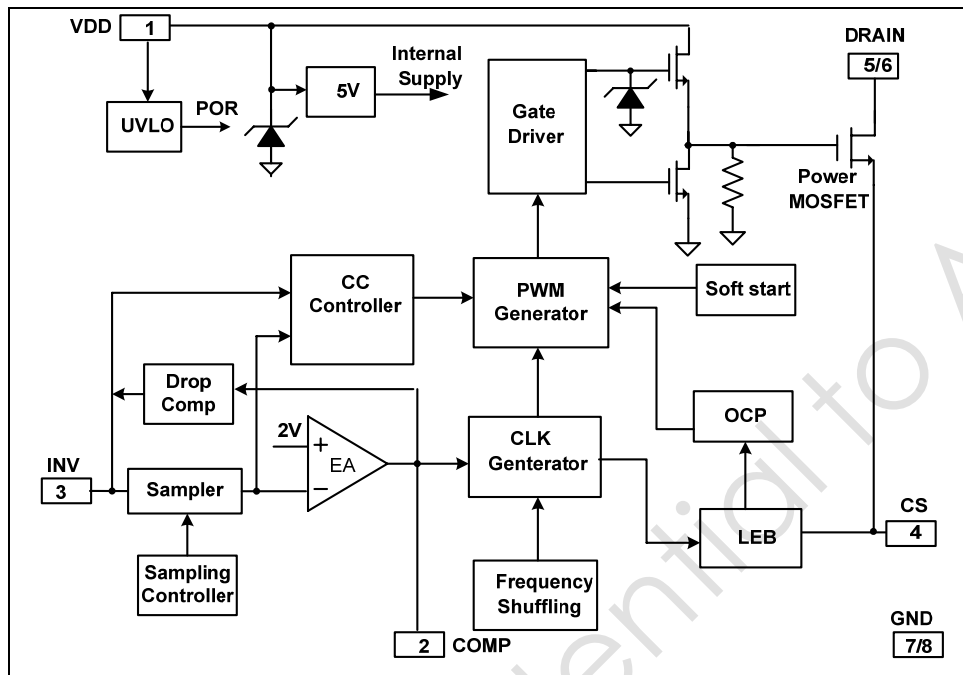 VDD
1
DRAIN
5/6
Internal
Supply
5V
UVLO
POR
Gate
Driver
Power
MOSFET
CC
Controller
PWM
Generator
Soft start
Drop
Comp
OCP
2V
+
EA
−
CLK
Genterator
INV
3
Sampler
LEB
CS
4
Sampling
Controller
Frequency
Shuffling
2
COMP
GND
7/8
ential to A